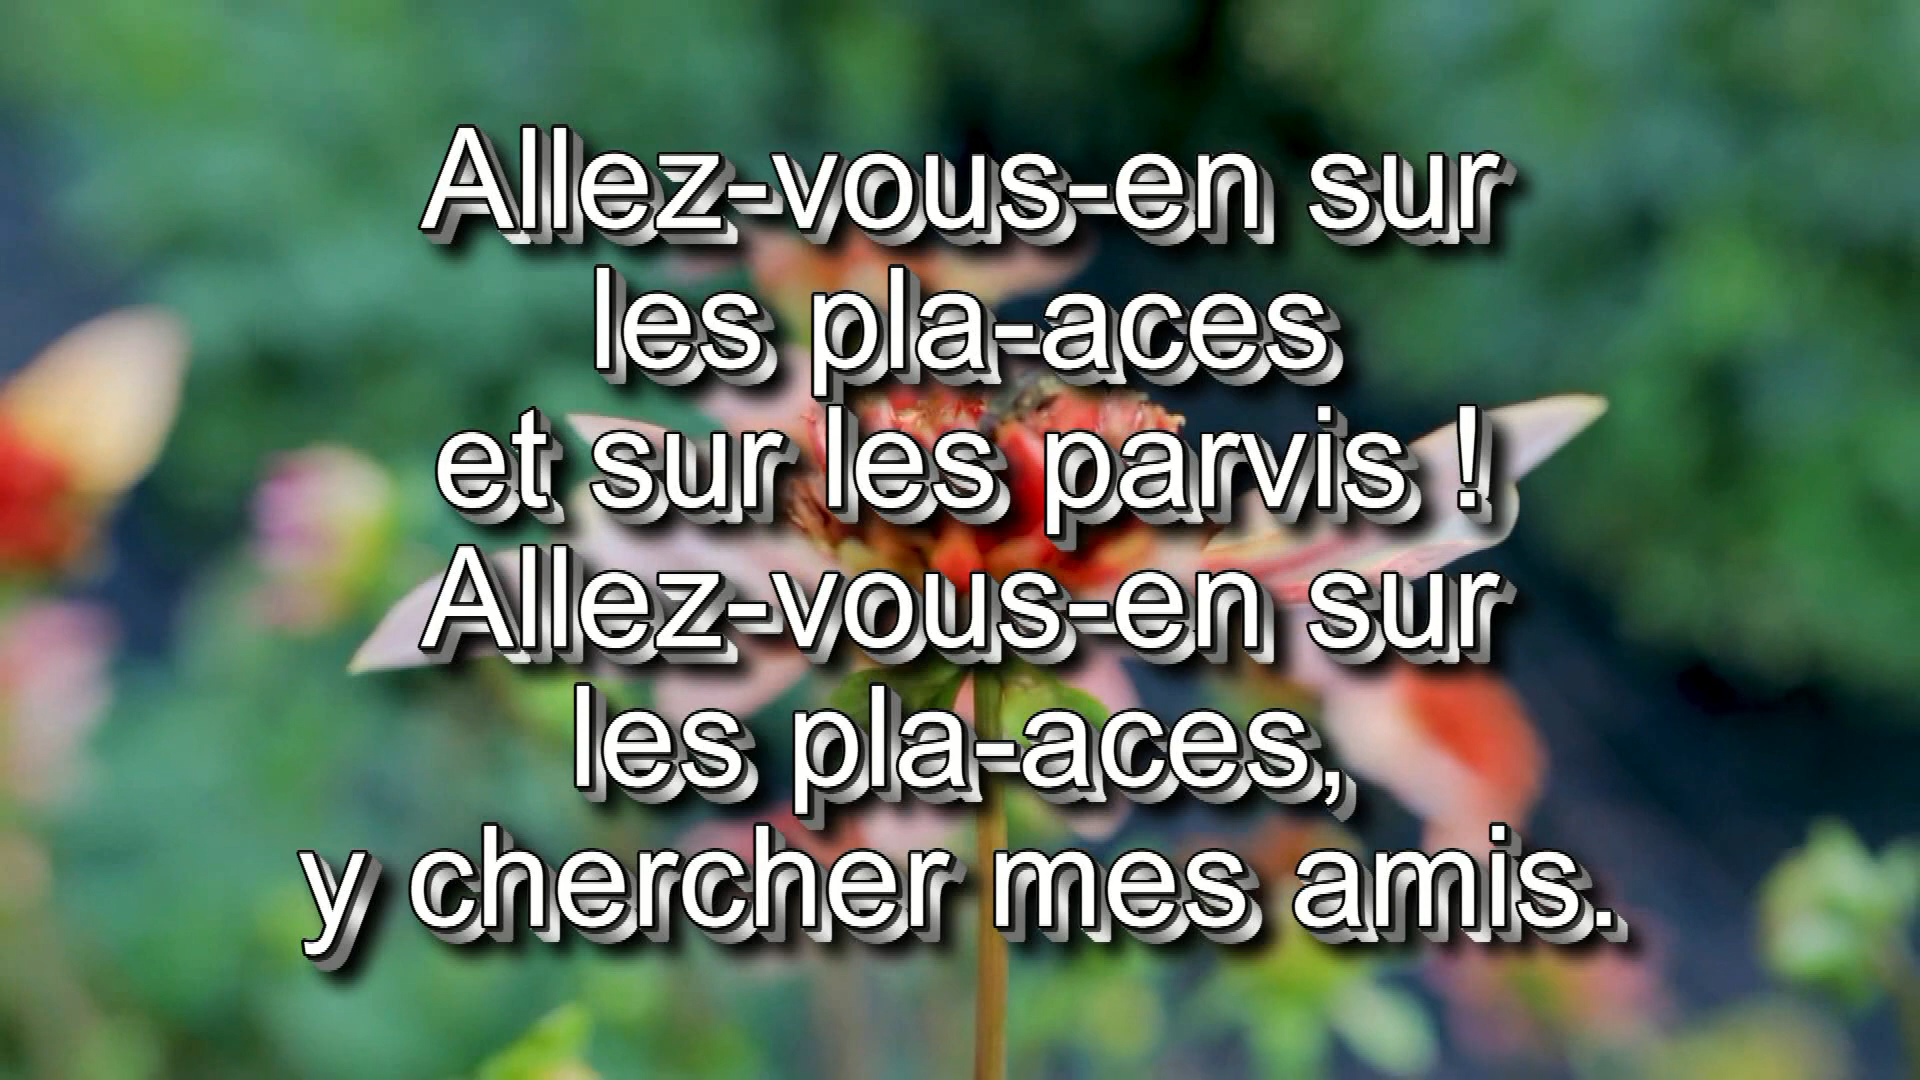 Allez-vous-en sur
les pla-aces
et sur les parvis !
Allez-vous-en sur
les pla-aces,
y chercher mes amis.